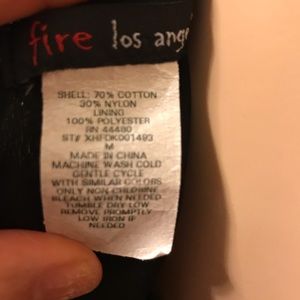 fire los ange
SHELL: 70% COTTON
30% NYLON
LINING
100% POLYESTER
RN 44480
ST# XHFDK001493
M
MADE IN CHINA
MACHINE WASH COLD
GENTLE CYCLE
WITH SIMILAR COLORS
ONLY NON CHLORINE
BLEACH WHEN NEEDED
TUMBLE DRY LOW
REMOVE PROMPTLY
LOW IRON IF
NEEDED